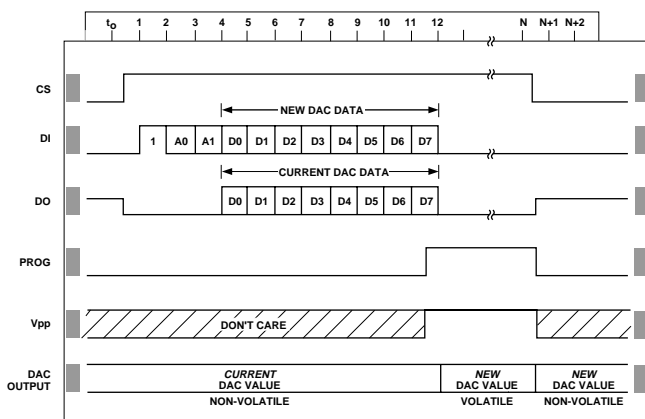 to 1 2 3 4 5 6 7 8 9 10 11 12 N N+1 N+2
CS
NEW DAC DATA
DI 1 A0 A1 D0 D1 D2 D3 D4 D5 D6 D7
CURRENT DAC DATA
DO D0 D1 D2 D3 D4 D5 D6 D7
PROG
Vpp DON'T CARE
DAC OUTPUT
CURRENT DAC VALUE
NEW DAC VALUE
NEW DAC VALUE
NON-VOLATILE VOLATILE NON-VOLATILE